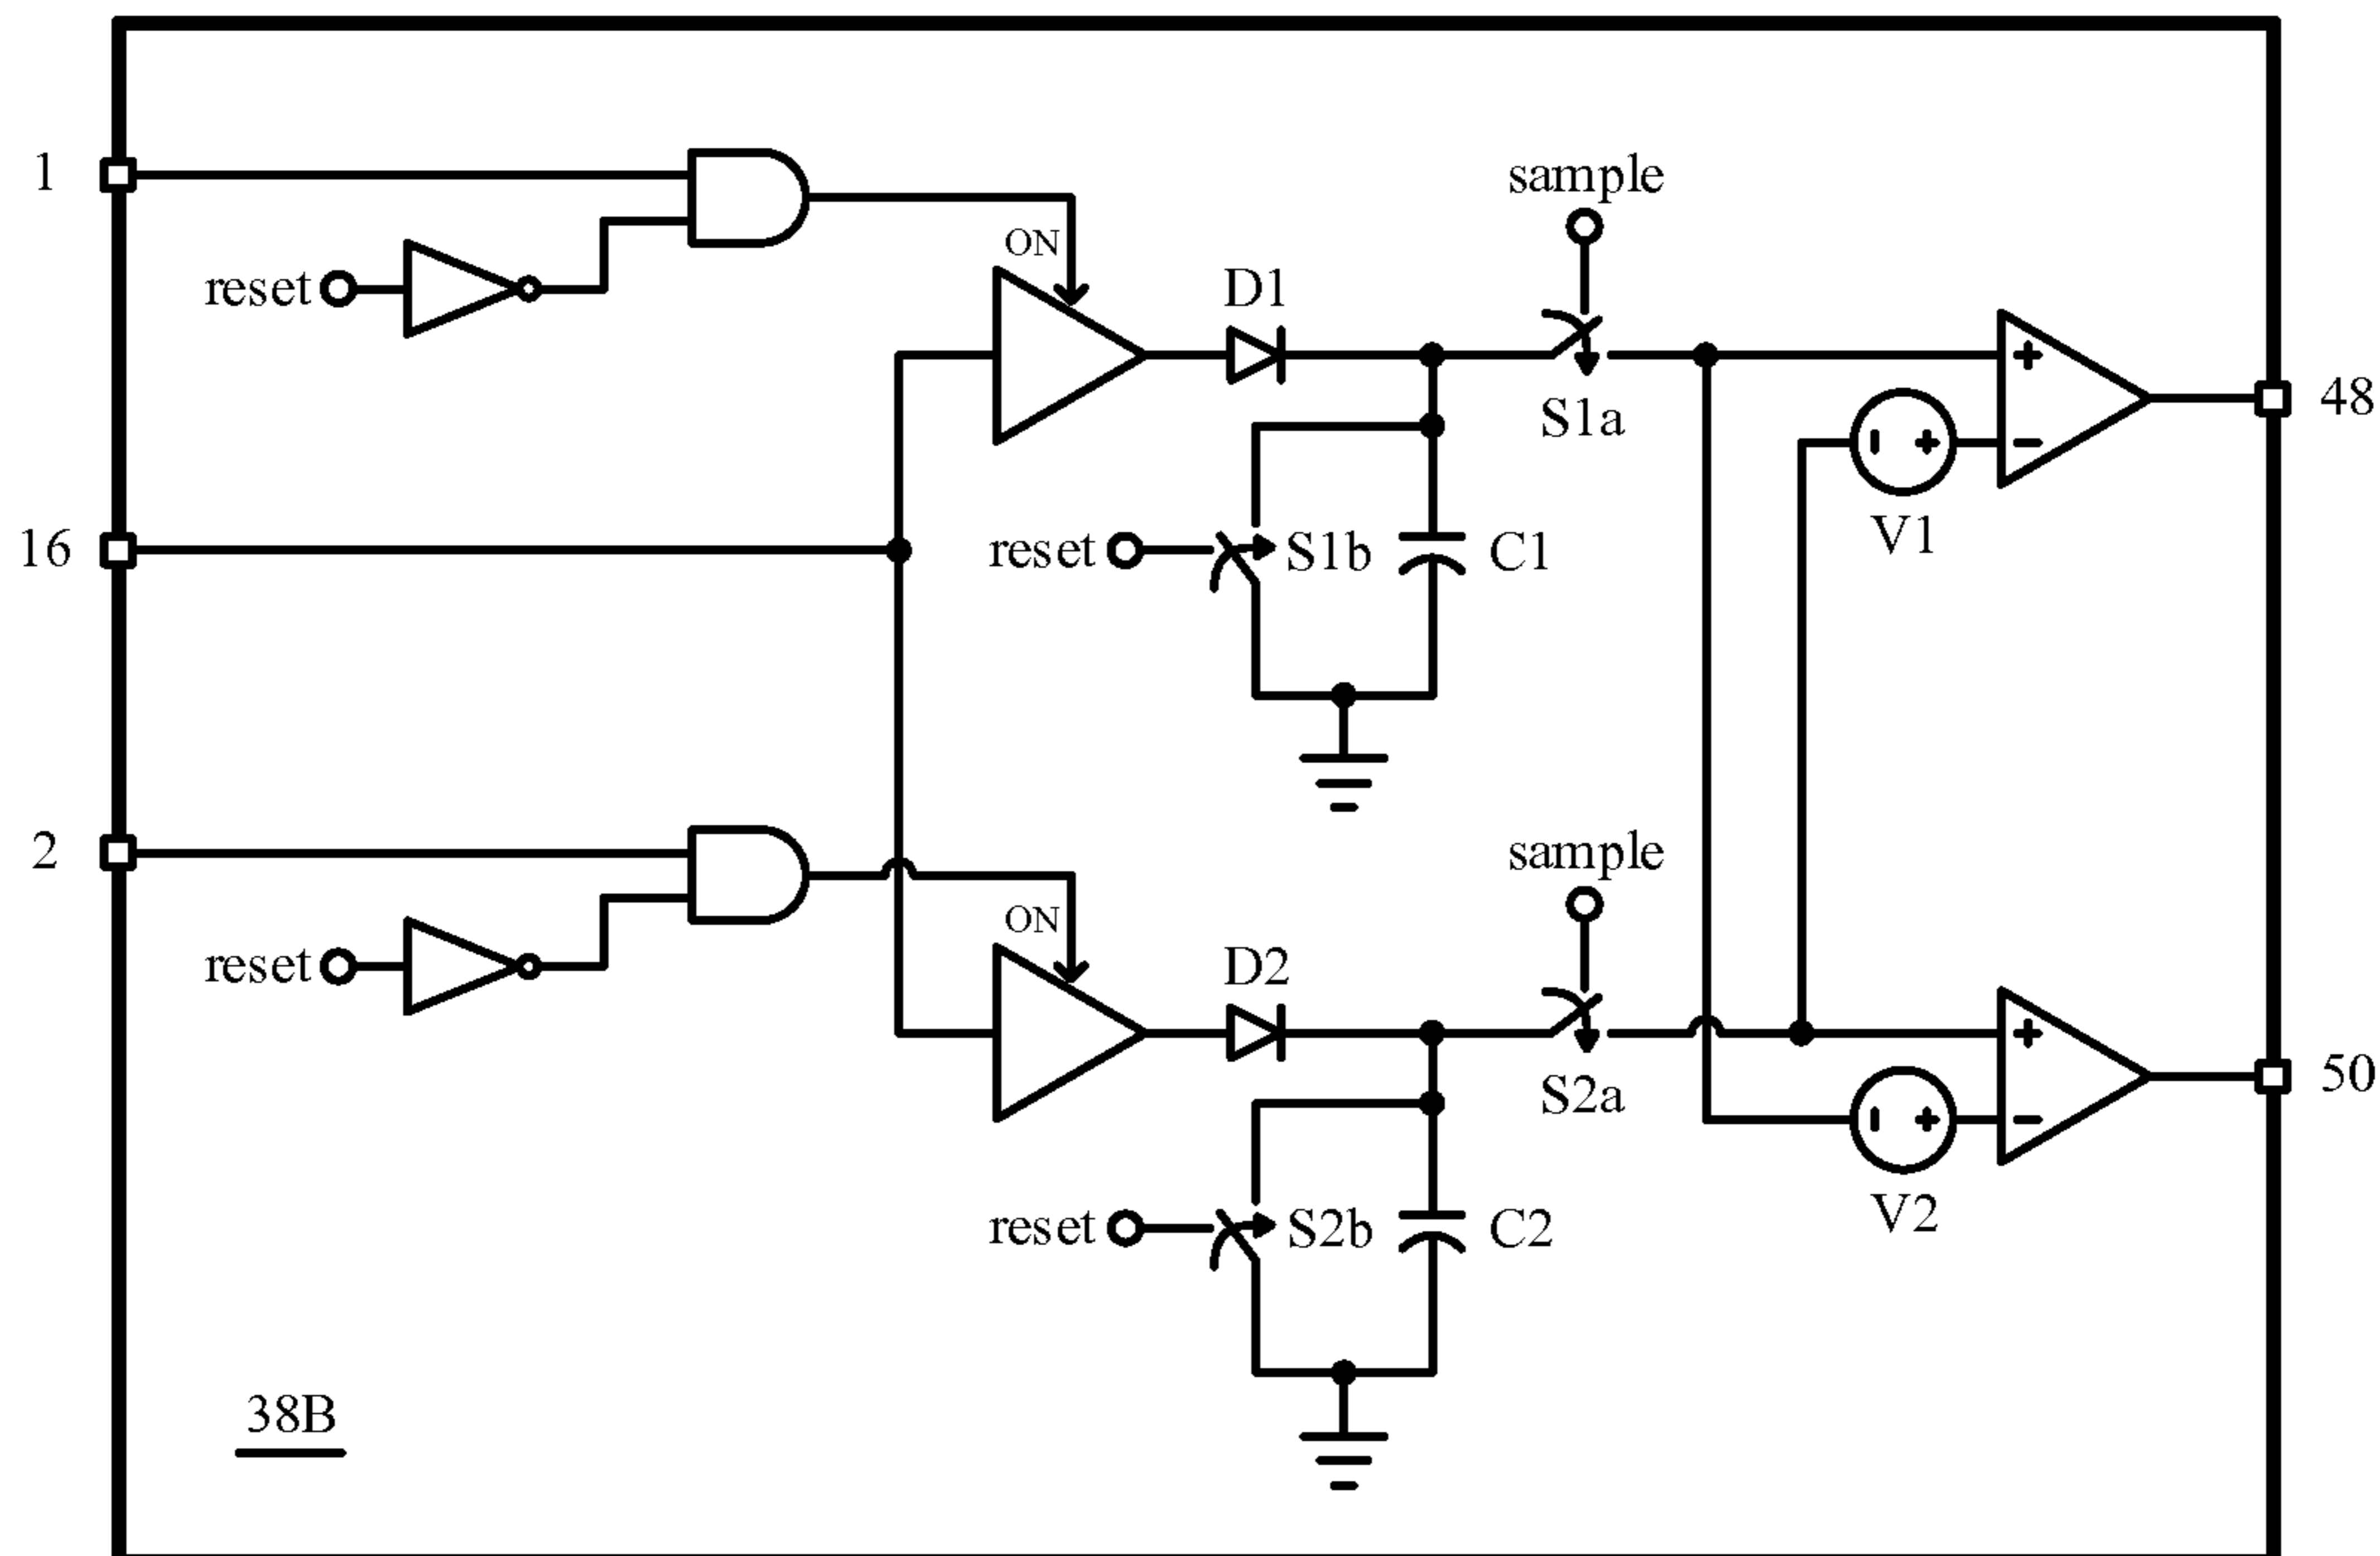 sample
1
ON
reset
D1
48
S1a
V1
16
reset
S1b
C1
sample
2
ON
reset
D2
50
S2a
V2
reset
S2b
C2
38B